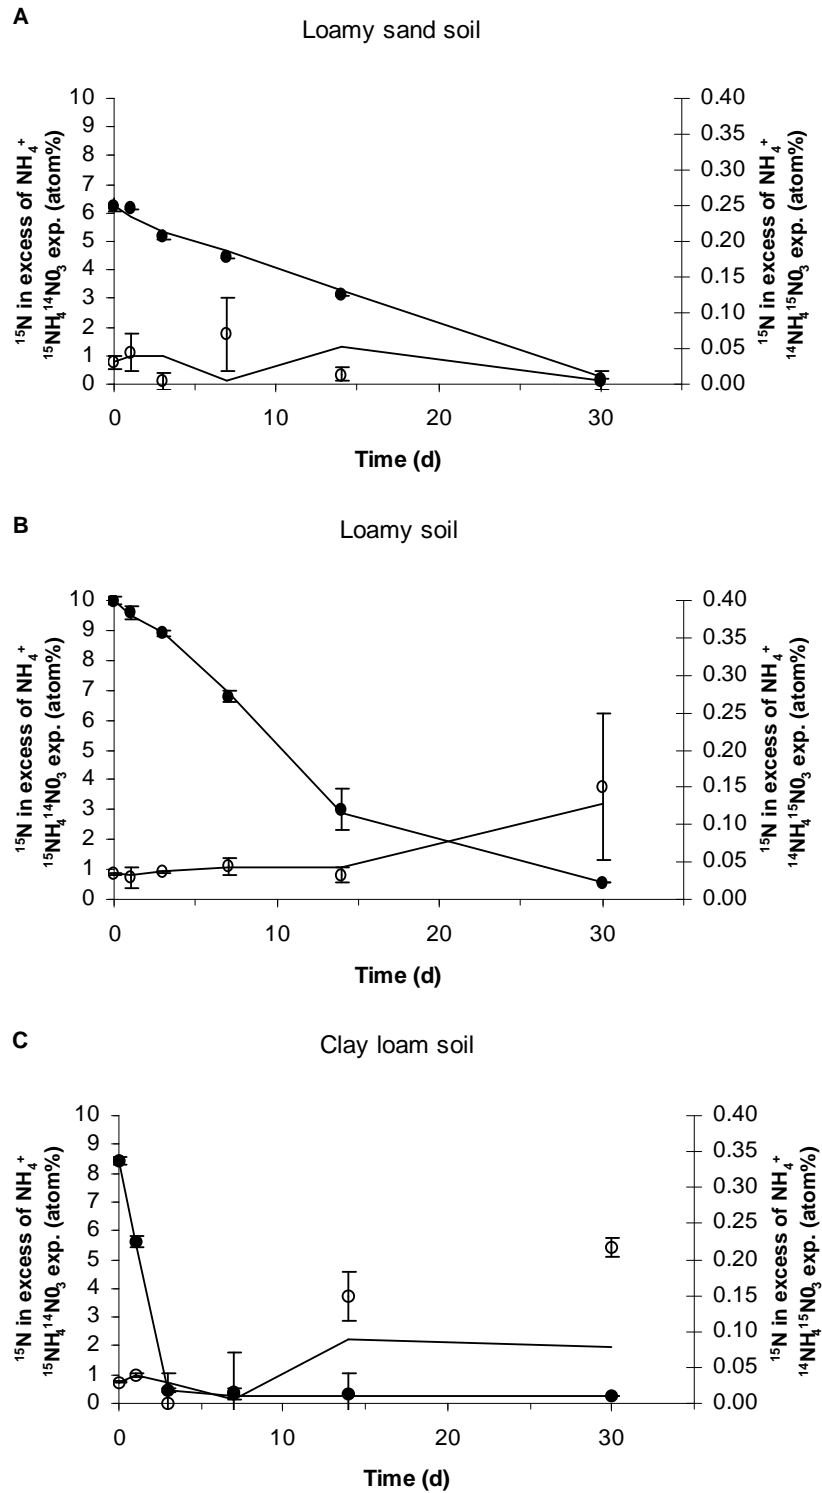 A
Loamy sand soil
¹⁵N in excess of NH₄⁺
¹⁵NH₄¹⁴N0₃ exp. (atom%)
10
9
8
7
6
5
4
3
2
1
0
0.40
0.35
0.30
0.25
0.20
0.15
0.10
0.05
0.00
¹⁵N in excess of NH₄⁺
¹⁴NH₄¹⁵N0₃ exp. (atom%)
0 10 20 30
Time (d)
B
Loamy soil
¹⁵N in excess of NH₄⁺
¹⁵NH₄¹⁴N0₃ exp. (atom%)
10
9
8
7
6
5
4
3
2
1
0
0.40
0.35
0.30
0.25
0.20
0.15
0.10
0.05
0.00
¹⁵N in excess of NH₄⁺
¹⁴NH₄¹⁵N0₃ exp. (atom%)
0 10 20 30
Time (d)
C
Clay loam soil
¹⁵N in excess of NH₄⁺
¹⁵NH₄¹⁴N0₃ exp. (atom%)
10
9
8
7
6
5
4
3
2
1
0
0.40
0.35
0.30
0.25
0.20
0.15
0.10
0.05
0.00
¹⁵N in excess of NH₄⁺
¹⁴NH₄¹⁵N0₃ exp. (atom%)
0 10 20 30
Time (d)